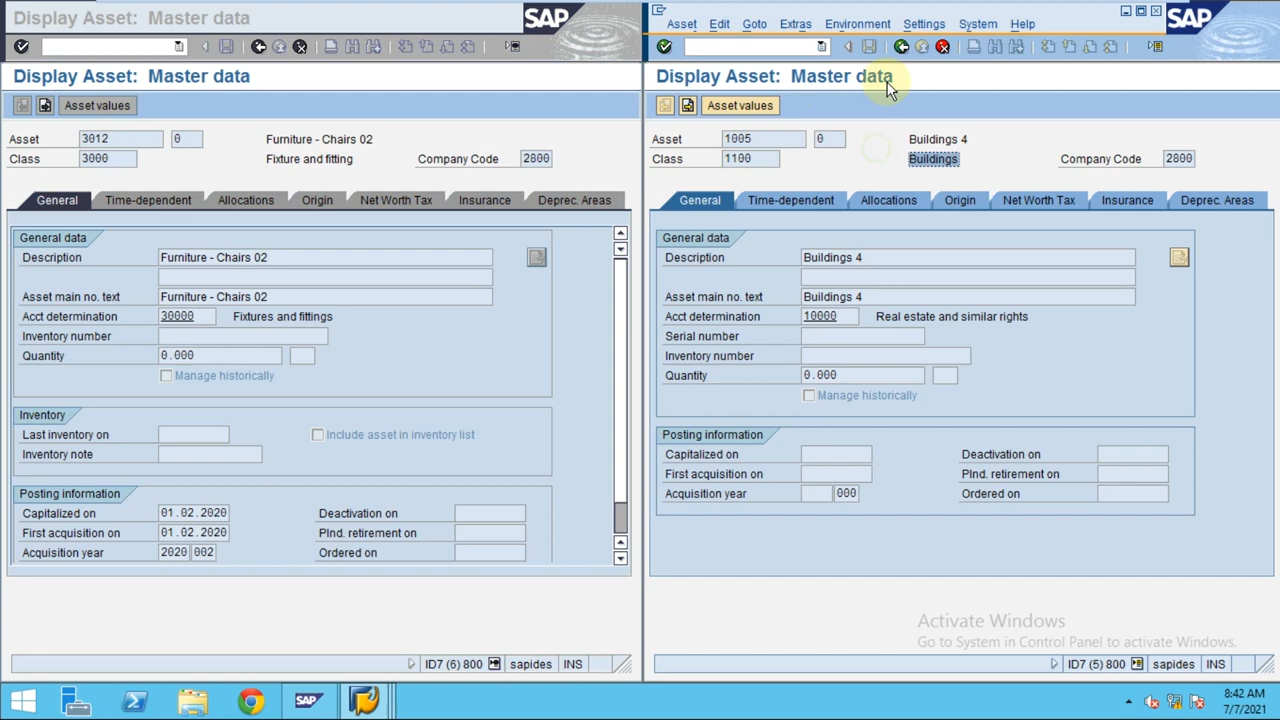 Display Asset: Master data
SAP
Asset values
Display Asset: Master data
Asset 3012 0 Furniture - Chairs 02
Class 3000 Fixture and fitting Company Code 2800
General Time-dependent Allocations Origin Net Worth Tax Insurance Deprec. Areas
General data
Description Furniture - Chairs 02
Asset main no. text Furniture - Chairs 02
Acct determination 30000 Fixtures and fittings
Inventory number
Quantity 0.000
Manage historically
Inventory
Last inventory on Include asset in inventory list
Inventory note
Posting information
Capitalized on 01.02.2020 Deactivation on
First acquisition on 01.02.2020 Plnd. retirement on
Acquisition year 2020 002 Ordered on
ID7 (6) 800 sapides INS
Asset Edit Goto Extras Environment Settings System Help
SAP
Display Asset: Master data
Asset values
Asset 1005 0 Buildings 4
Class 1100 Buildings Company Code 2800
General Time-dependent Allocations Origin Net Worth Tax Insurance Deprec. Areas
General data
Description Buildings 4
Asset main no. text Buildings 4
Acct determination 10000 Real estate and similar rights
Serial number
Inventory number
Quantity 0.000
Manage historically
Posting information
Capitalized on Deactivation on
First acquisition on Plnd. retirement on
Acquisition year 000 Ordered on
Activate Windows
Go to System in Control Panel to activate Windows.
ID7 (5) 800 sapides INS
SAP
8:42 AM
7/7/2021